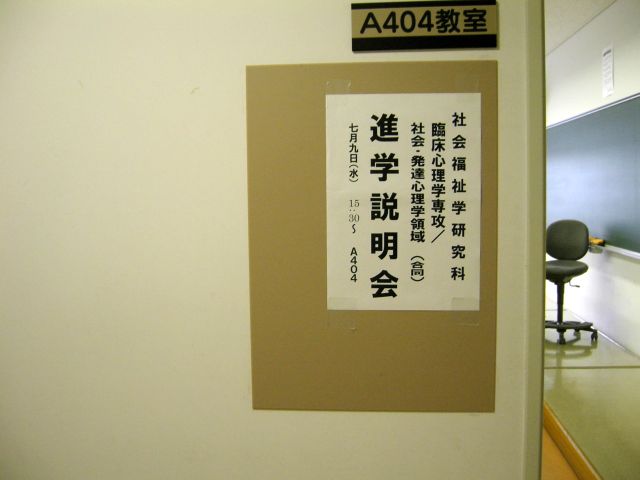 A404教室
社会福祉学研究科
臨床心理学専攻／
社会・発達心理学領域（合同）
進学説明会
七月九日（水） 15:30～ A404